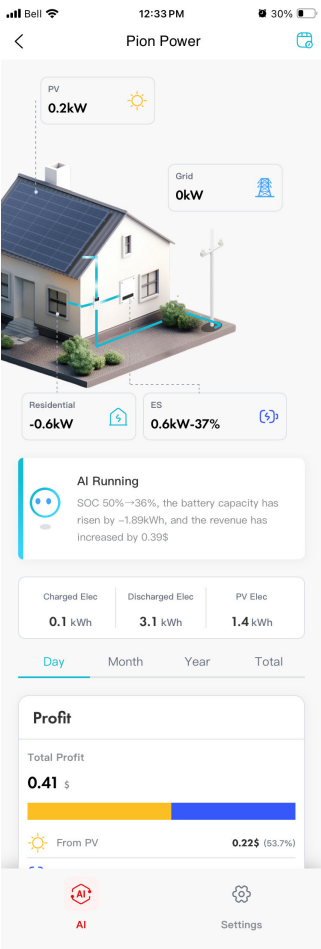 Bell 12:33 PM 30%
Pion Power
PV
0.2kW
Grid
0kW
Residential
-0.6kW
ES
0.6kW-37%
AI Running
SOC 50%→36%, the battery capacity has
risen by −1.89kWh, and the revenue has
increased by 0.39$
Charged Elec Discharged Elec PV Elec
0.1 kWh 3.1 kWh 1.4 kWh
Day Month Year Total
Profit
Total Profit
0.41 $
From PV 0.22$ (53.7%)
AI
AI Settings